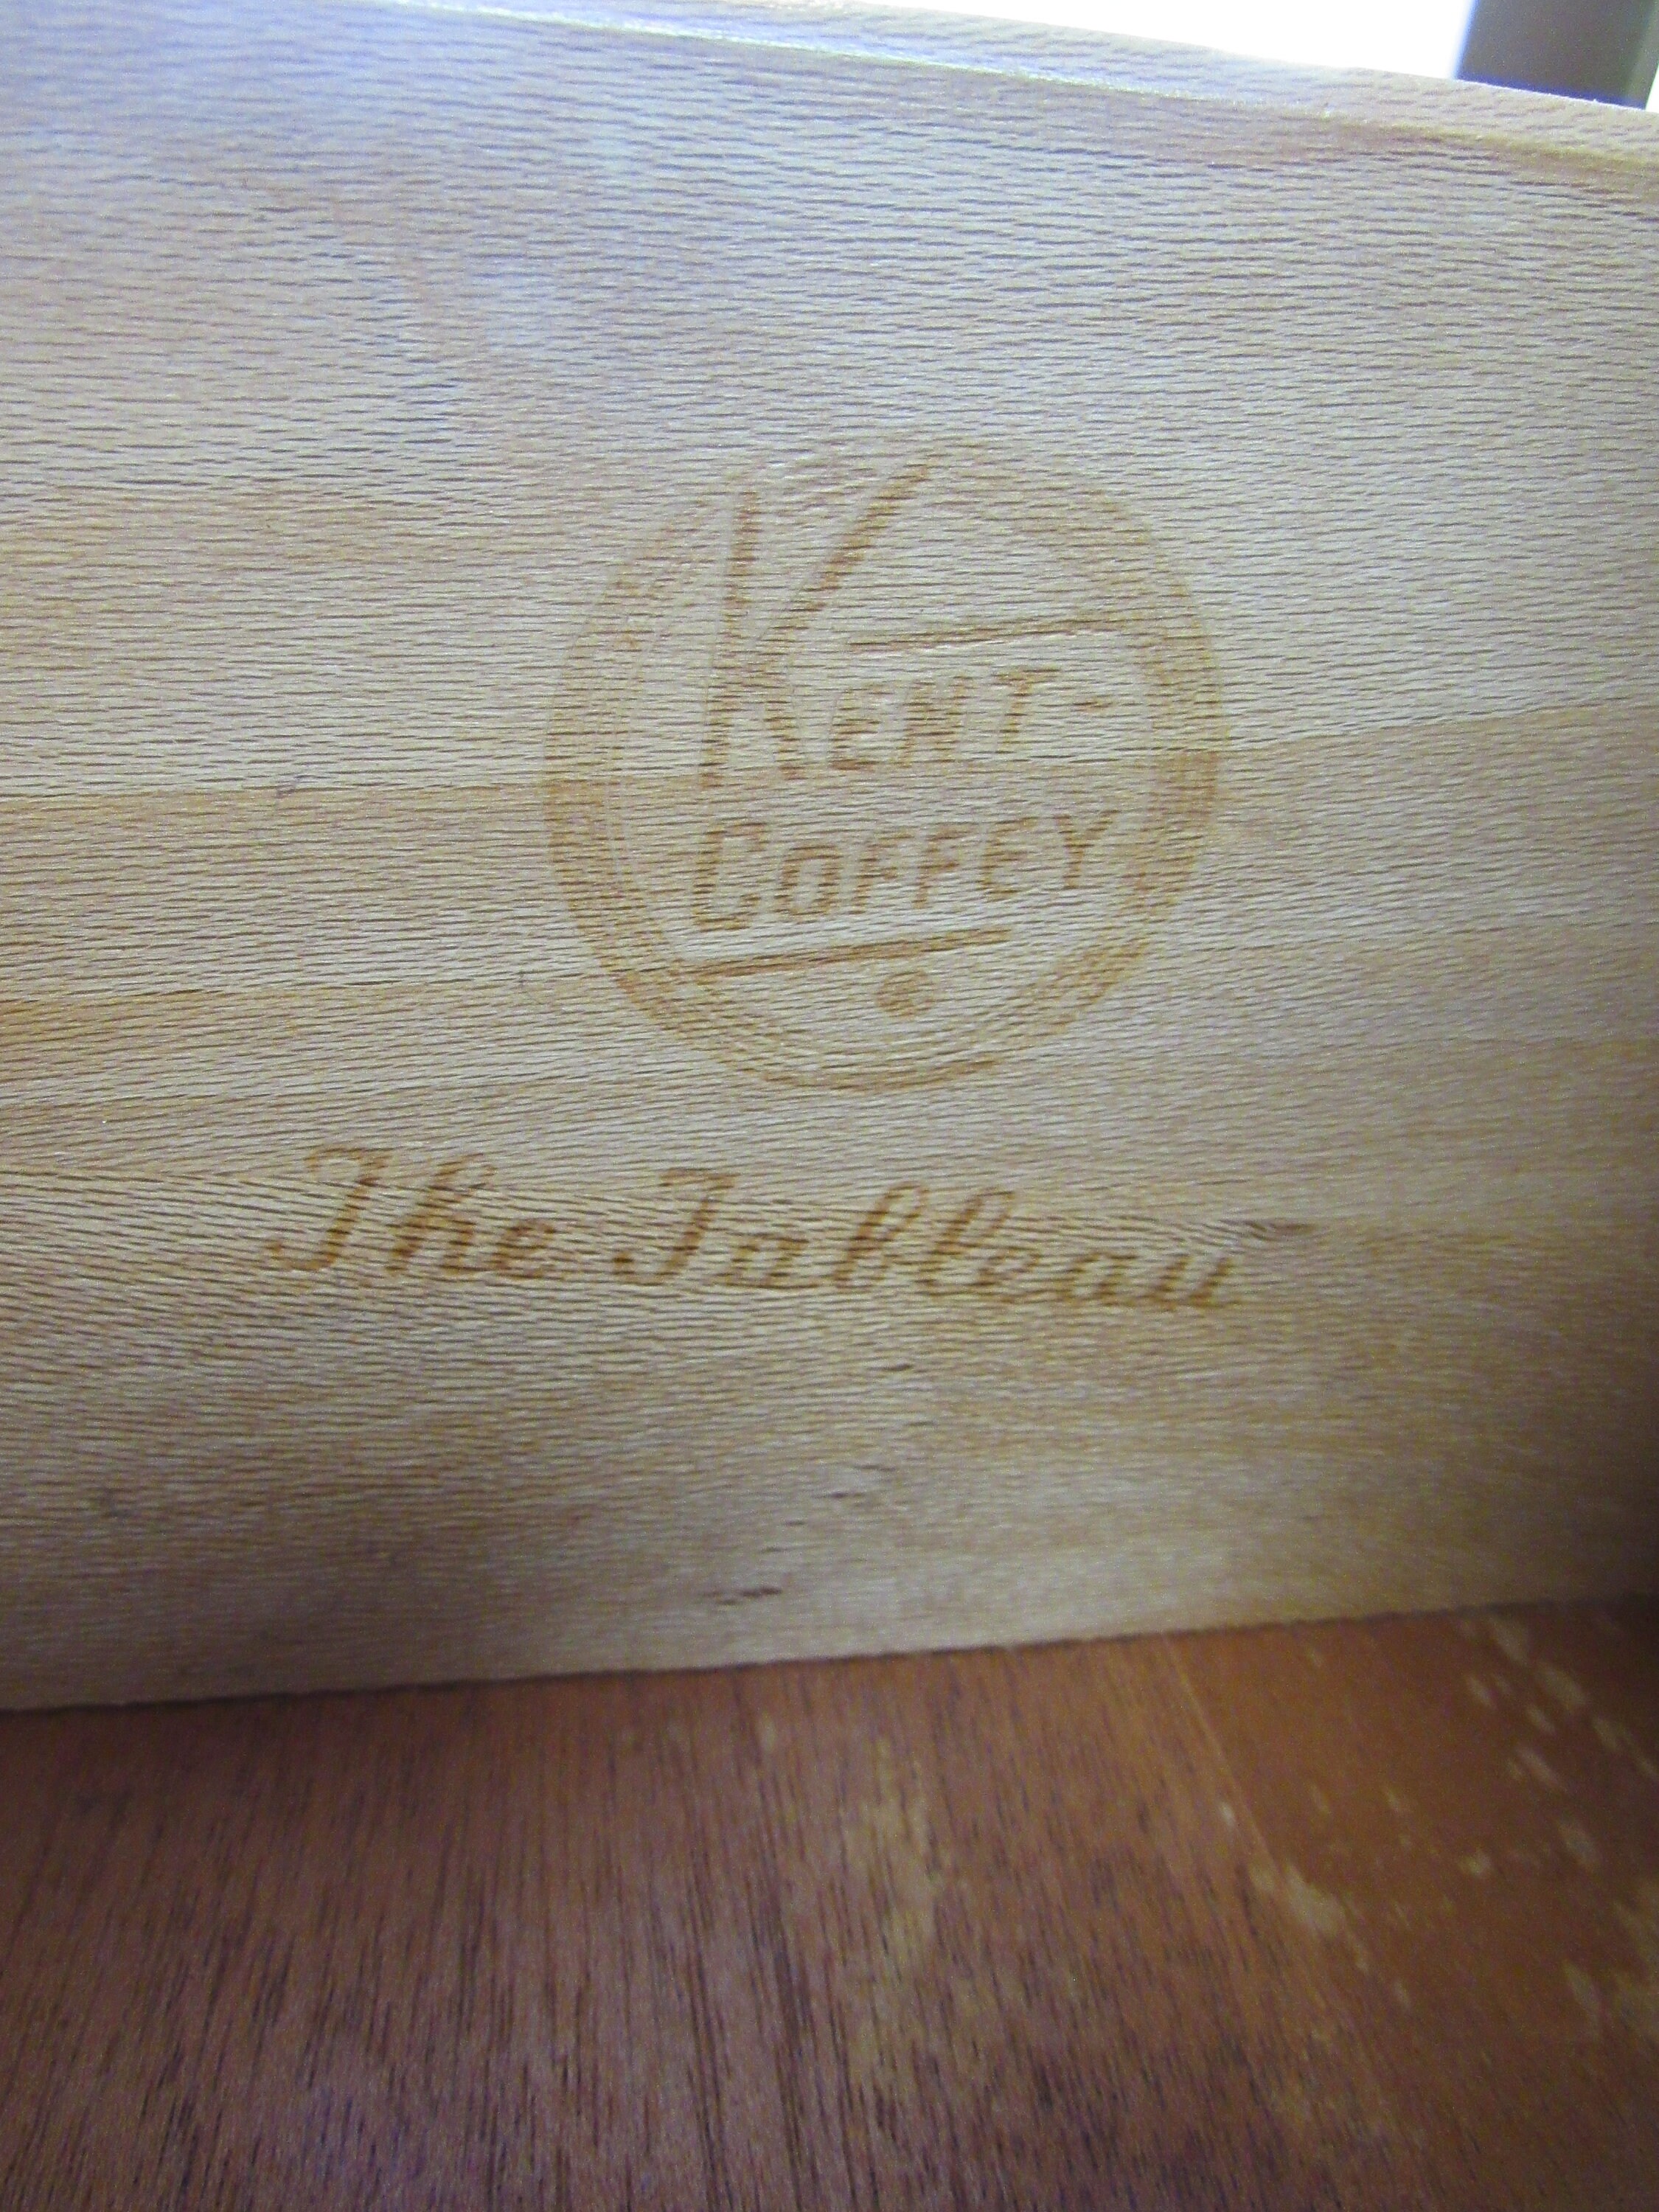 KENT-
COFFEY
®
The Tableau